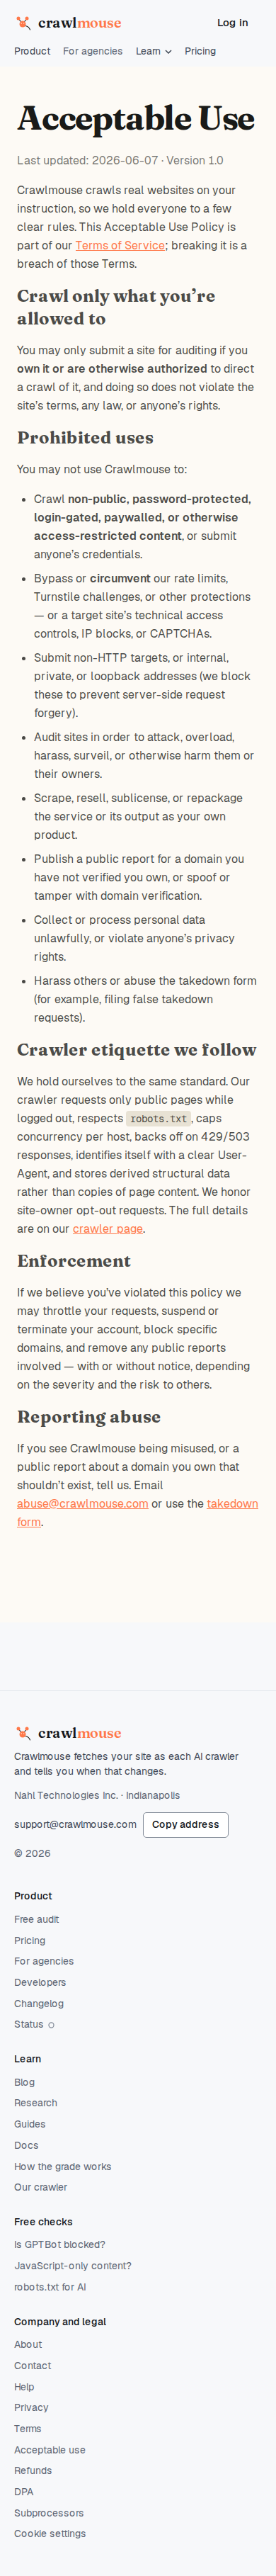 crawlmouse
Log in
Product For agencies Learn Pricing
Acceptable Use
Last updated: 2026-06-07 · Version 1.0
Crawlmouse crawls real websites on your
instruction, so we hold everyone to a few
clear rules. This Acceptable Use Policy is
part of our Terms of Service; breaking it is a
breach of those Terms.
Crawl only what you’re
allowed to
You may only submit a site for auditing if you
own it or are otherwise authorized to direct
a crawl of it, and doing so does not violate the
site’s terms, any law, or anyone’s rights.
Prohibited uses
You may not use Crawlmouse to:
• Crawl non-public, password-protected,
login-gated, paywalled, or otherwise
access-restricted content, or submit
anyone’s credentials.
• Bypass or circumvent our rate limits,
Turnstile challenges, or other protections
— or a target site’s technical access
controls, IP blocks, or CAPTCHAs.
• Submit non-HTTP targets, or internal,
private, or loopback addresses (we block
these to prevent server-side request
forgery).
• Audit sites in order to attack, overload,
harass, surveil, or otherwise harm them or
their owners.
• Scrape, resell, sublicense, or repackage
the service or its output as your own
product.
• Publish a public report for a domain you
have not verified you own, or spoof or
tamper with domain verification.
• Collect or process personal data
unlawfully, or violate anyone’s privacy
rights.
• Harass others or abuse the takedown form
(for example, filing false takedown
requests).
Crawler etiquette we follow
We hold ourselves to the same standard. Our
crawler requests only public pages while
logged out, respects robots.txt, caps
concurrency per host, backs off on 429/503
responses, identifies itself with a clear User-
Agent, and stores derived structural data
rather than copies of page content. We honor
site-owner opt-out requests. The full details
are on our crawler page.
Enforcement
If we believe you’ve violated this policy we
may throttle your requests, suspend or
terminate your account, block specific
domains, and remove any public reports
involved — with or without notice, depending
on the severity and the risk to others.
Reporting abuse
If you see Crawlmouse being misused, or a
public report about a domain you own that
shouldn’t exist, tell us. Email
abuse@crawlmouse.com or use the takedown
form.
crawlmouse
Crawlmouse fetches your site as each AI crawler
and tells you when that changes.
Nahl Technologies Inc. · Indianapolis
support@crawlmouse.com Copy address
© 2026
Product
Free audit
Pricing
For agencies
Developers
Changelog
Status
Learn
Blog
Research
Guides
Docs
How the grade works
Our crawler
Free checks
Is GPTBot blocked?
JavaScript-only content?
robots.txt for AI
Company and legal
About
Contact
Help
Privacy
Terms
Acceptable use
Refunds
DPA
Subprocessors
Cookie settings